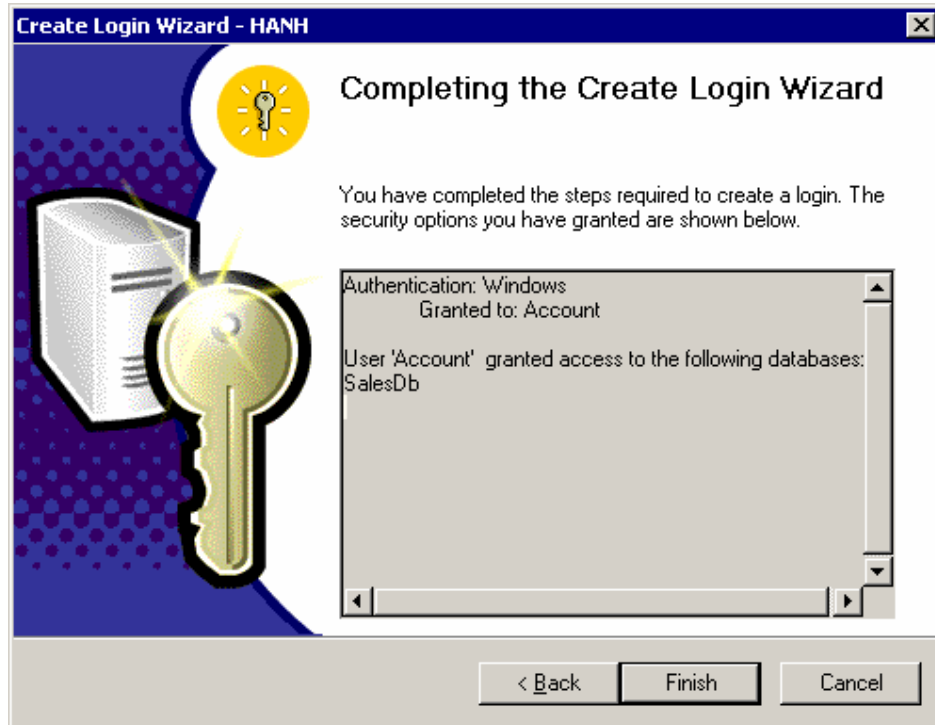 Create Login Wizard - HANH
Completing the Create Login Wizard
You have completed the steps required to create a login. The
security options you have granted are shown below.
Authentication: Windows
Granted to: Account
User 'Account'  granted access to the following databases:
SalesDb
< Back
Finish
Cancel